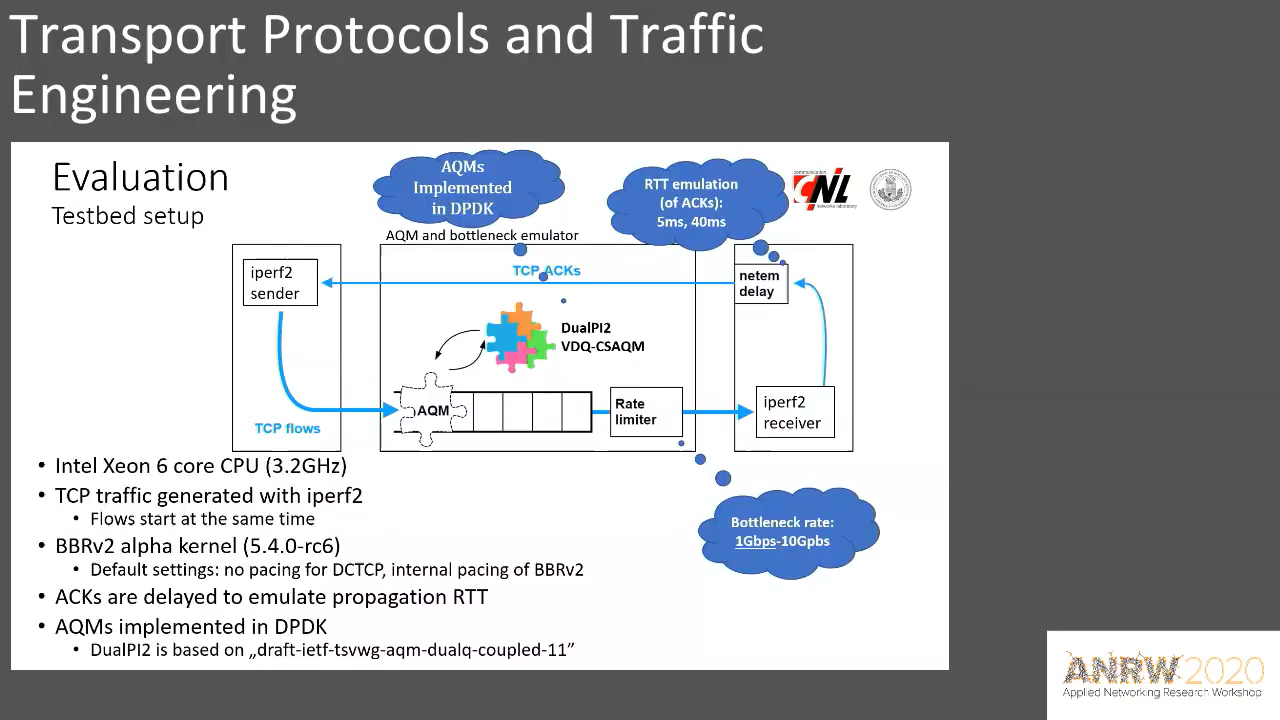 Transport Protocols and Traffic
Engineering
Evaluation
Testbed setup
AQMs
Implemented
in DPDK
RTT emulation
(of ACKs):
5ms, 40ms
communication
CNL
networks laboratory
AQM and bottleneck emulator
iperf2
sender
TCP ACKs
netem
delay
DualPI2
VDQ-CSAQM
AQM
Rate
limiter
iperf2
receiver
TCP flows
Bottleneck rate:
1Gbps-10Gpbs
• Intel Xeon 6 core CPU (3.2GHz)
• TCP traffic generated with iperf2
• Flows start at the same time
• BBRv2 alpha kernel (5.4.0-rc6)
• Default settings: no pacing for DCTCP, internal pacing of BBRv2
• ACKs are delayed to emulate propagation RTT
• AQMs implemented in DPDK
• DualPI2 is based on „draft-ietf-tsvwg-aqm-dualq-coupled-11”
ANRW2020
Applied Networking Research Workshop